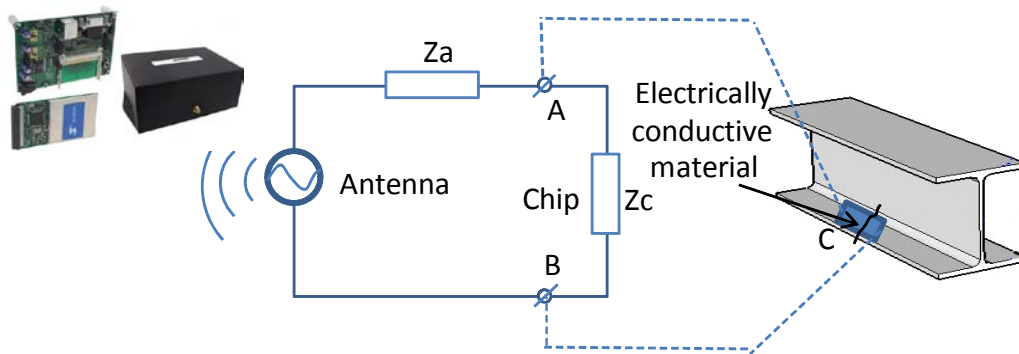 Za
A
Electrically
conductive
material
Antenna
Chip
Zc
C
B